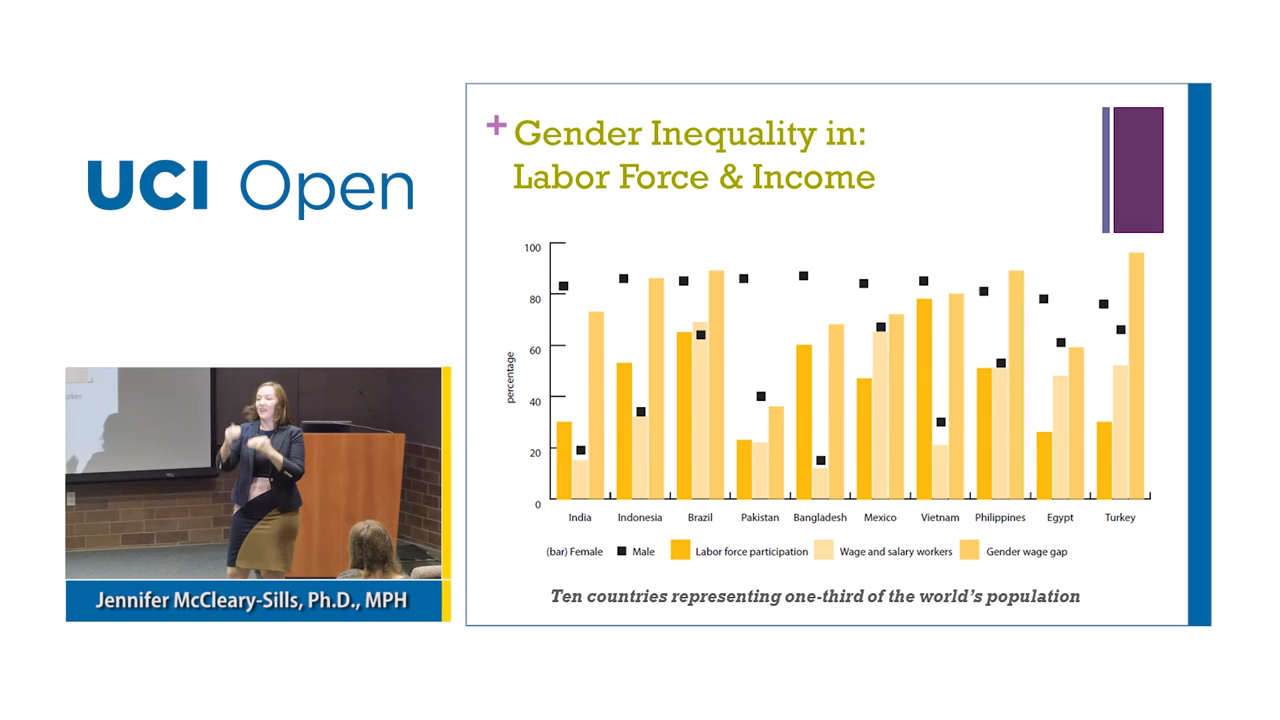 UCI Open
+ Gender Inequality in:
Labor Force & Income
percentage
100
80
60
40
20
0
India Indonesia Brazil Pakistan Bangladesh Mexico Vietnam Philippines Egypt Turkey
(bar) Female Male Labor force participation Wage and salary workers Gender wage gap
Ten countries representing one-third of the world's population
Jennifer McCleary-Sills, Ph.D., MPH